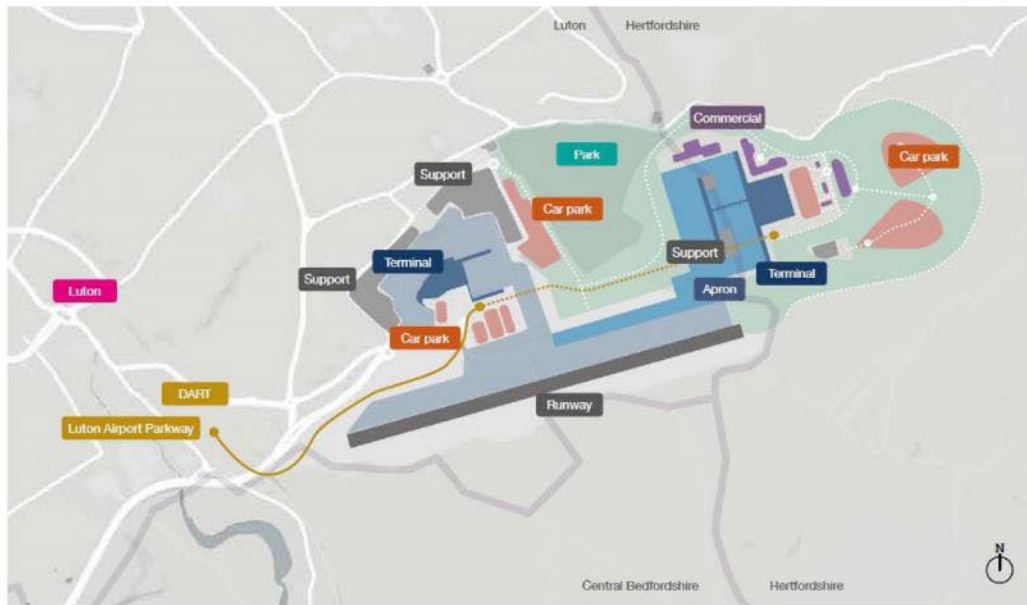 Luton
Hertfordshire
Commercial
Park
Car park
Support
Car park
Support
Terminal
Support
Terminal
Luton
Apron
Car park
DART
Runway
Luton Airport Parkway
N
Central Bedfordshire
Hertfordshire